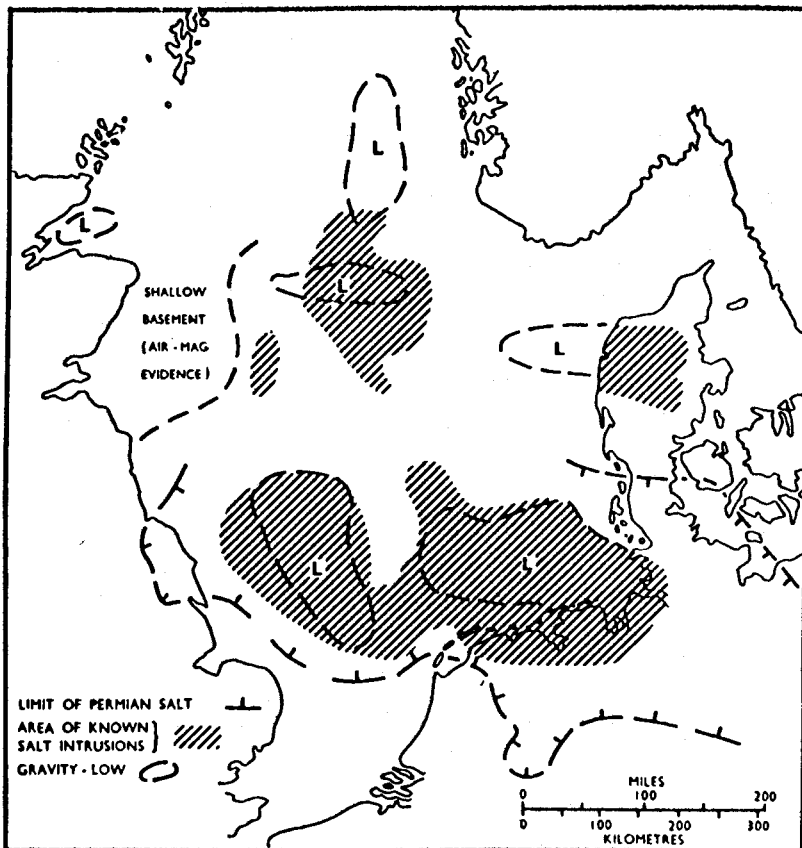 L
L
SHALLOW
BASEMENT
(AIR-MAG
EVIDENCE)
L
L
L
L
LIMIT OF PERMIAN SALT
AREA OF KNOWN
SALT INTRUSIONS
GRAVITY-LOW
MILES
0 100 200
0 100 200 300
KILOMETRES